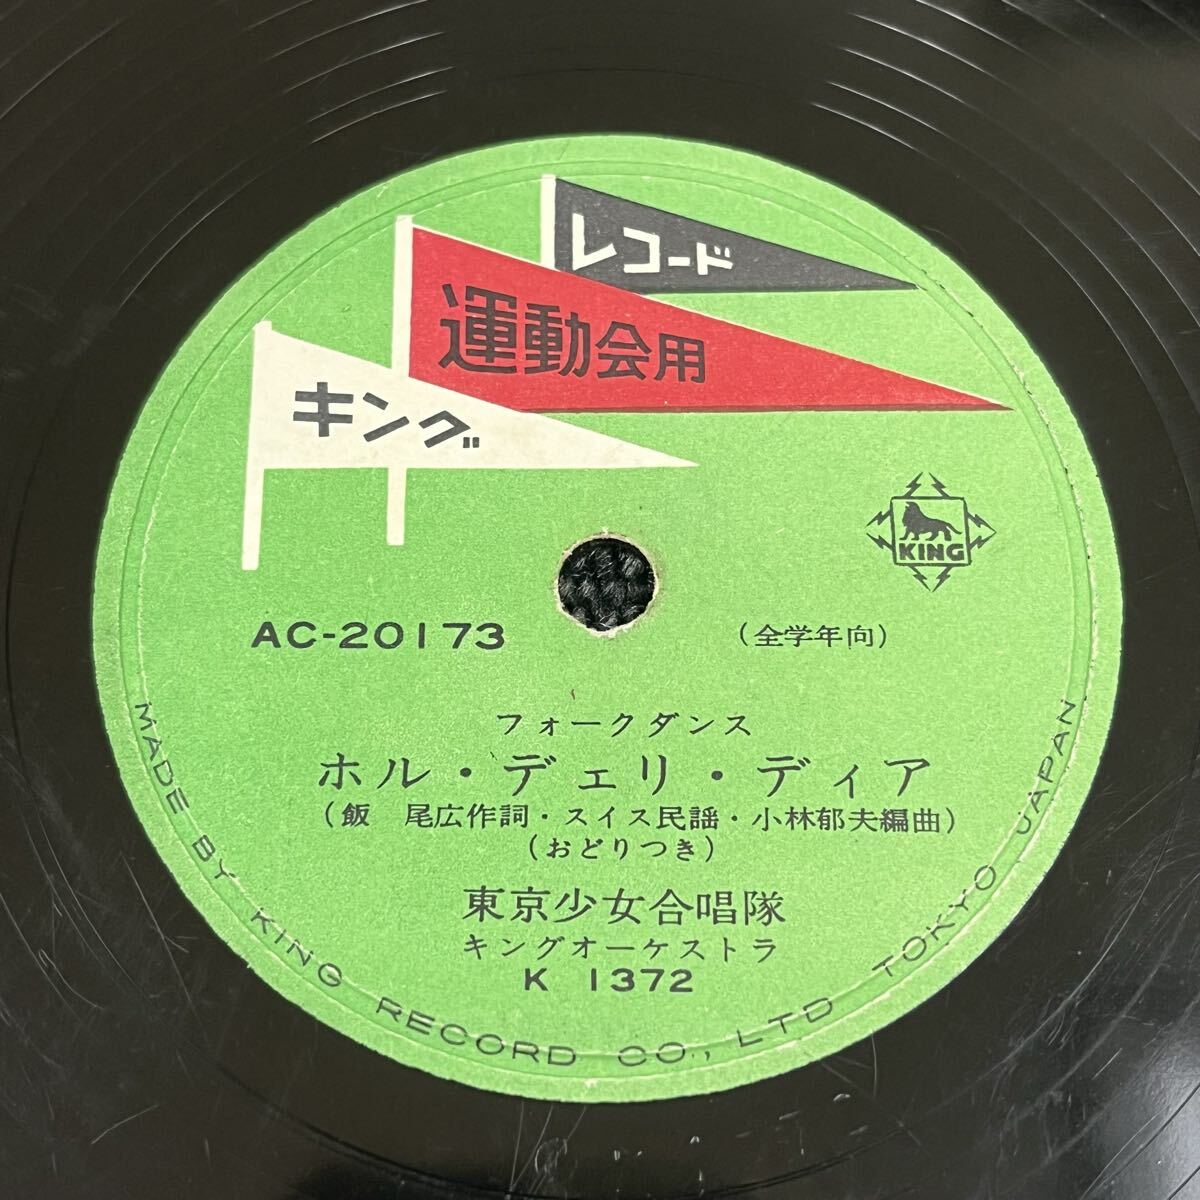 レコード
運動会用
キング
KING
AC-20173
（全学年向）
フォークダンス
ホル・デェリ・ディア
（飯　尾広作詞・スイス民謡・小林郁夫編曲）
（おどりつき）
東京少女合唱隊
キングオーケストラ
K 1372
MADE BY KING RECORD CO., LTD TOKYO JAPAN